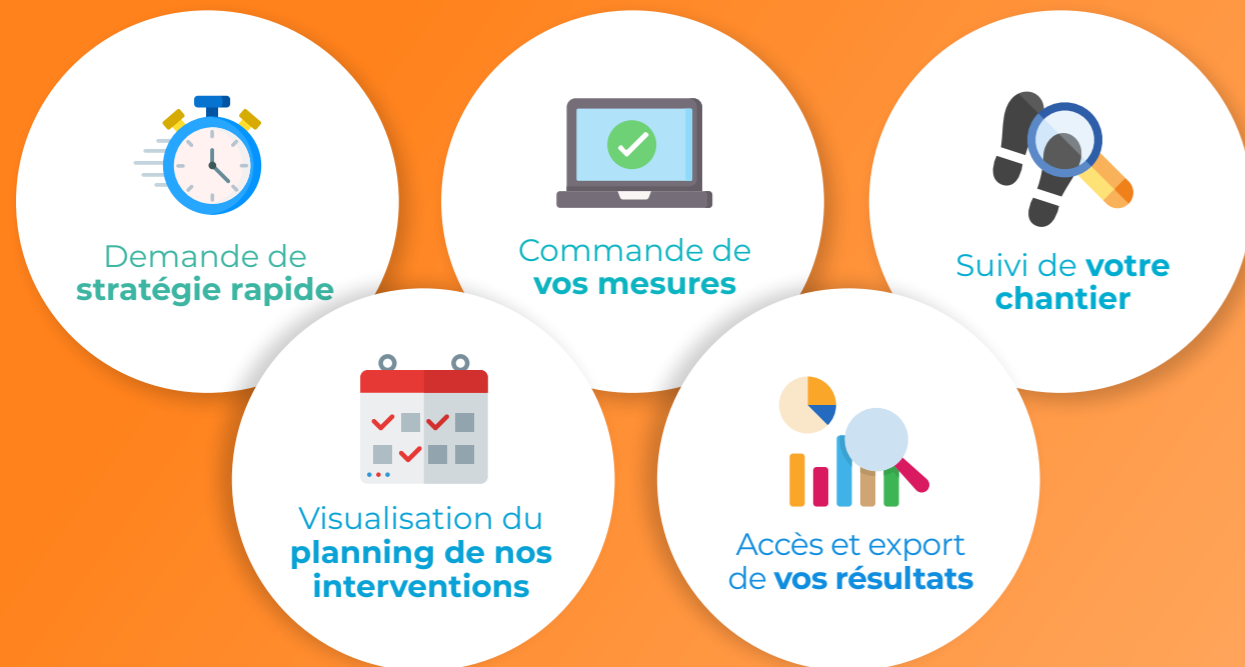 Demande de
stratégie rapide
Commande de
vos mesures
Suivi de votre
chantier
Visualisation du
planning de nos
interventions
Accès et export
de vos résultats